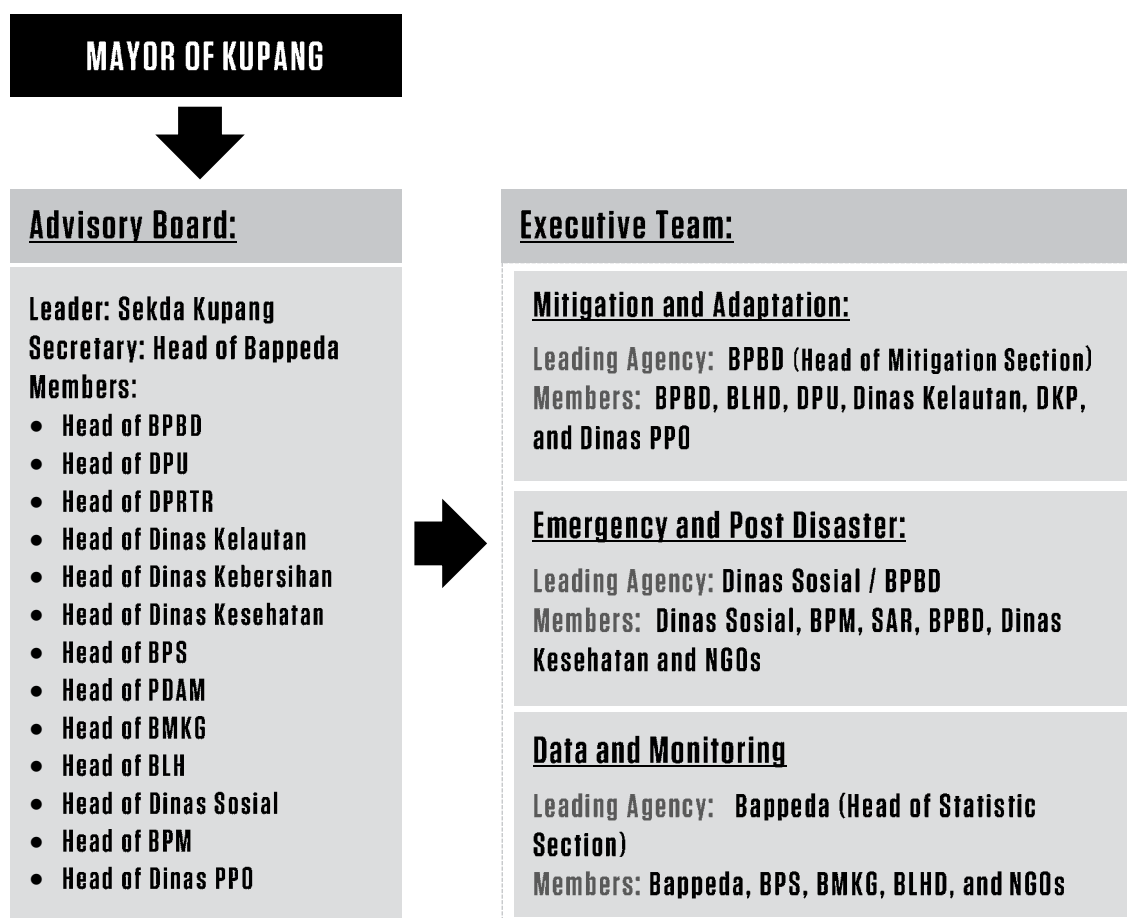 MAYOR OF KUPANG
Advisory Board:
Leader: Sekda Kupang
Secretary: Head of Bappeda
Members:
• Head of BPBD
• Head of DPU
• Head of DPRTR
• Head of Dinas Kelautan
• Head of Dinas Kebersihan
• Head of Dinas Kesehatan
• Head of BPS
• Head of PDAM
• Head of BMKG
• Head of BLH
• Head of Dinas Sosial
• Head of BPM
• Head of Dinas PPO
Executive Team:
Mitigation and Adaptation:
Leading Agency: BPBD (Head of Mitigation Section)
Members: BPBD, BLHD, DPU, Dinas Kelautan, DKP,
and Dinas PPO
Emergency and Post Disaster:
Leading Agency: Dinas Sosial / BPBD
Members: Dinas Sosial, BPM, SAR, BPBD, Dinas
Kesehatan and NGOs
Data and Monitoring
Leading Agency: Bappeda (Head of Statistic
Section)
Members: Bappeda, BPS, BMKG, BLHD, and NGOs